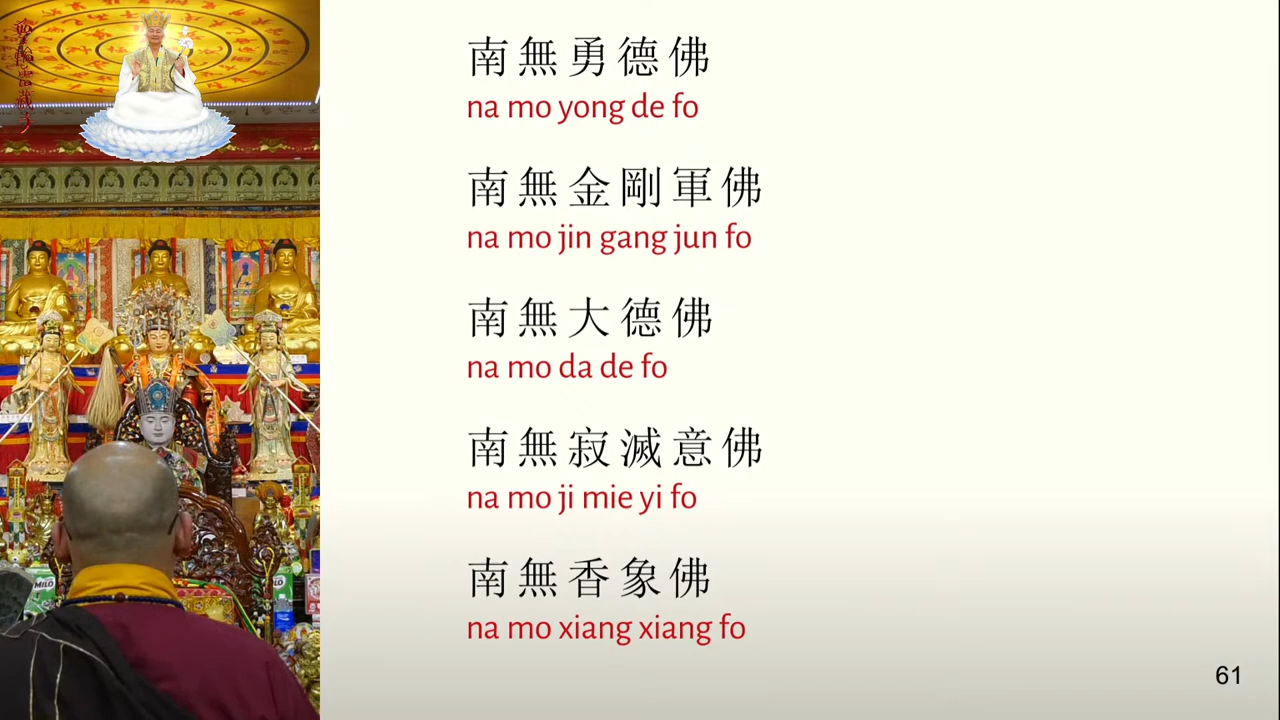 南無勇德佛
na mo yong de fo
南無金剛軍佛
na mo jin gang jun fo
南無大德佛
na mo da de fo
南無寂滅意佛
na mo ji mie yi fo
南無香象佛
na mo xiang xiang fo
MILO
61